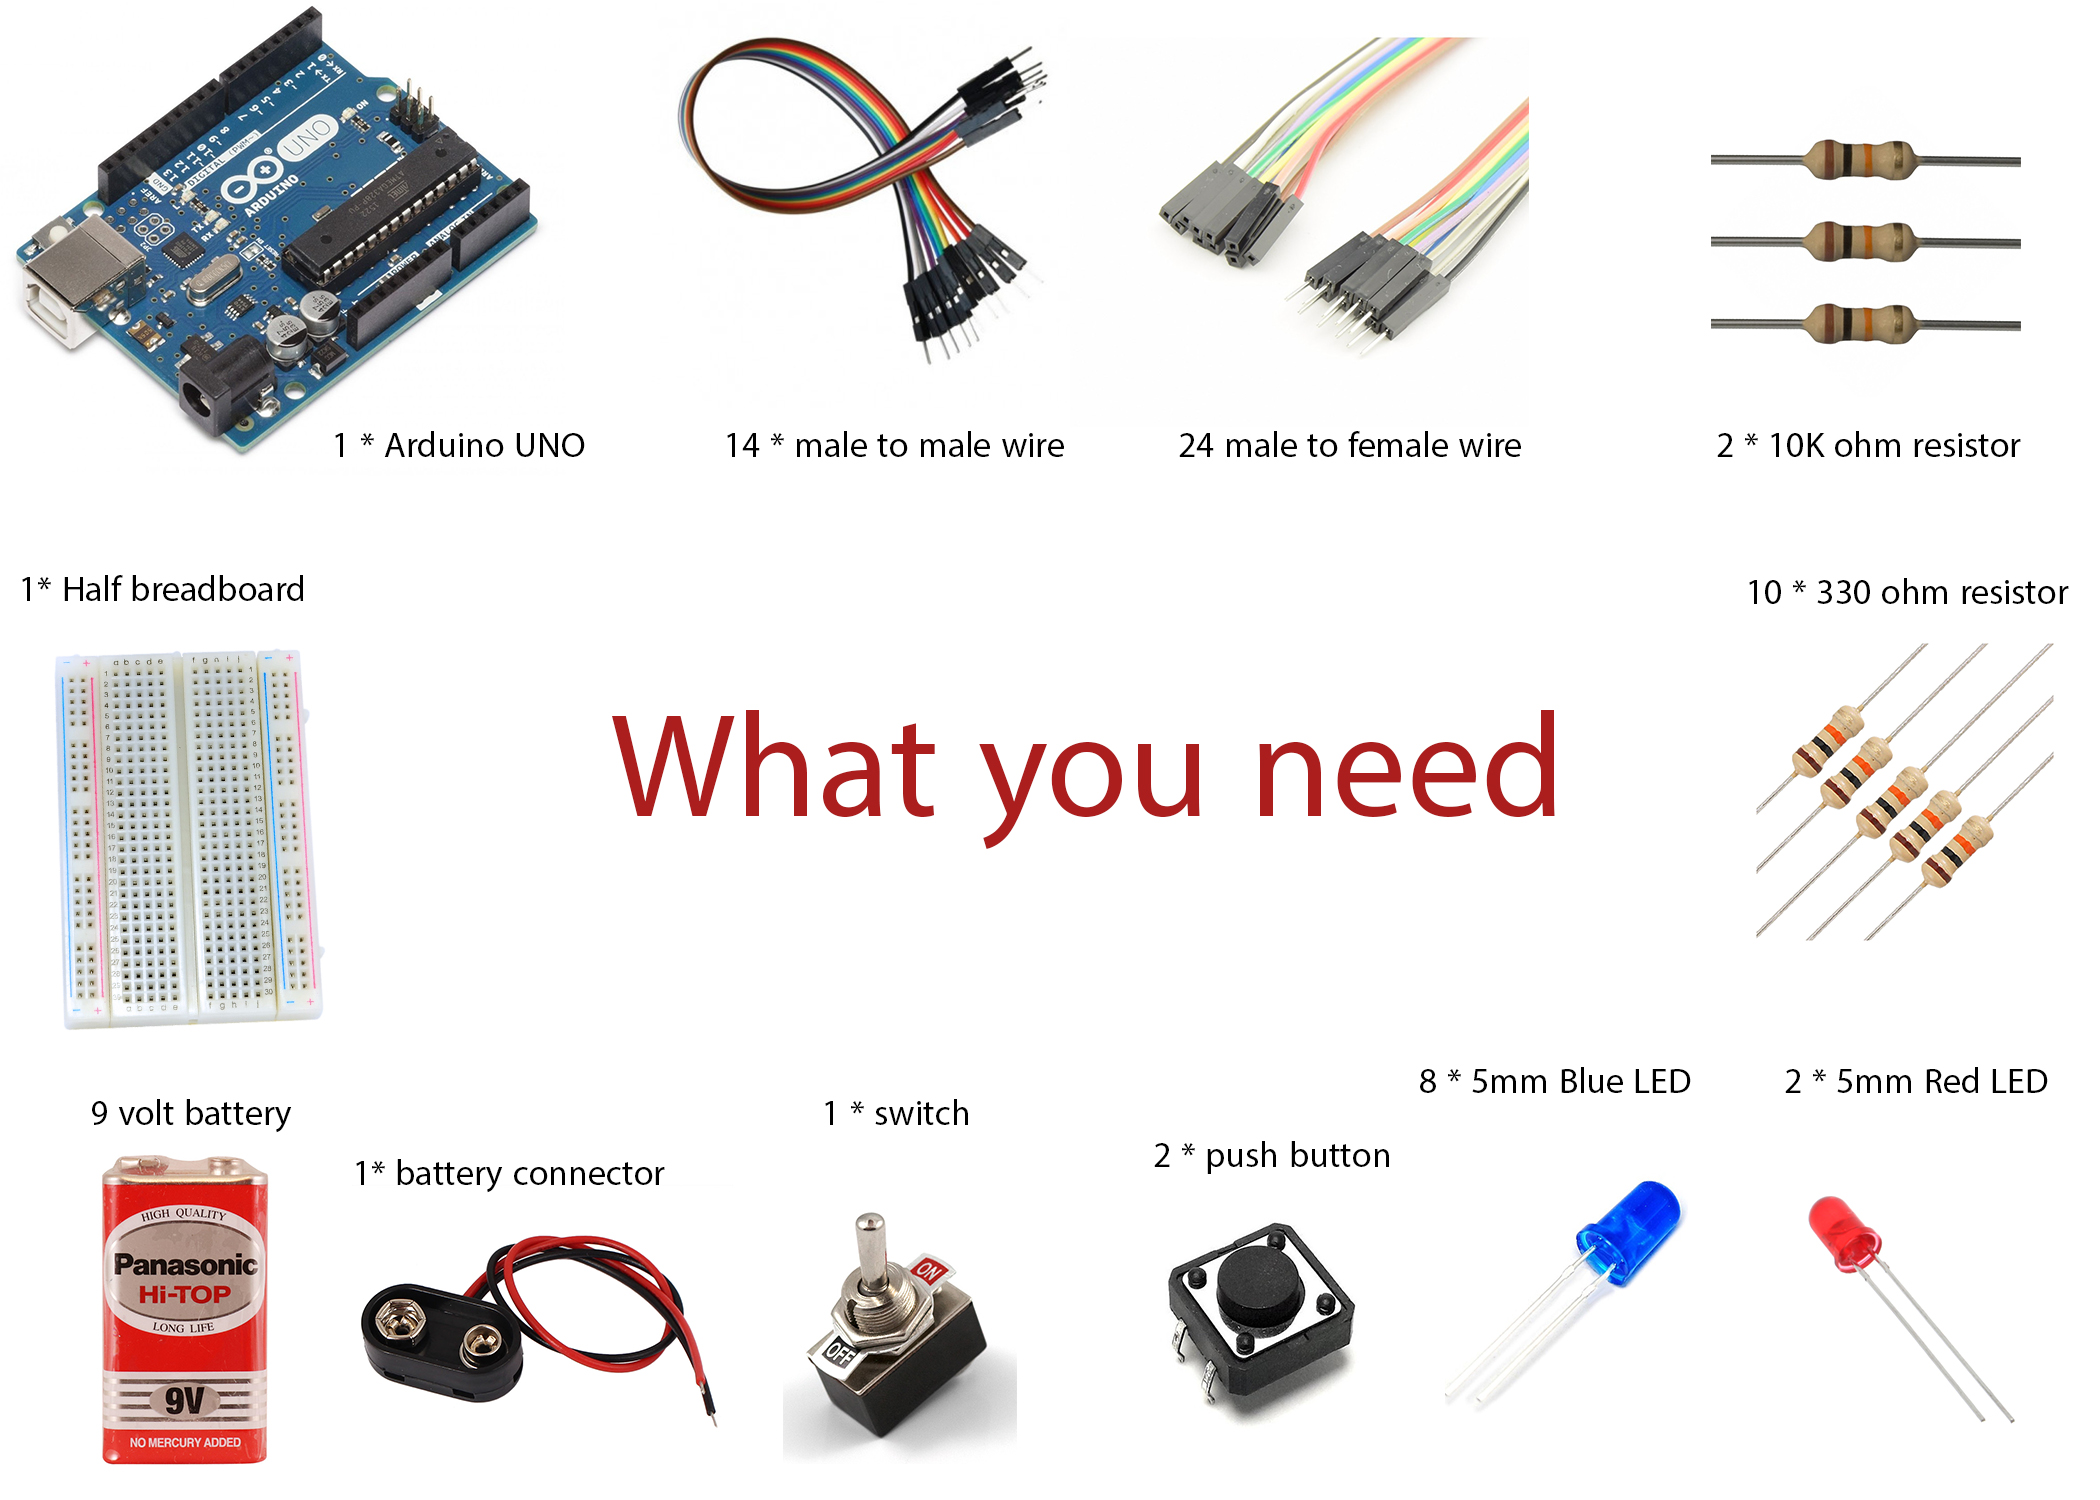 ARDUINO
UNO
DIGITAL (PWM~)
ON
1 * Arduino UNO
14 * male to male wire
24 male to female wire
2 * 10K ohm resistor
1* Half breadboard
10 * 330 ohm resistor
What you need
8 * 5mm Blue LED
2 * 5mm Red LED
9 volt battery
1 * switch
2 * push button
1* battery connector
HIGH QUALITY
Panasonic
Hi-TOP
LONG LIFE
9V
NO MERCURY ADDED
ON
OFF